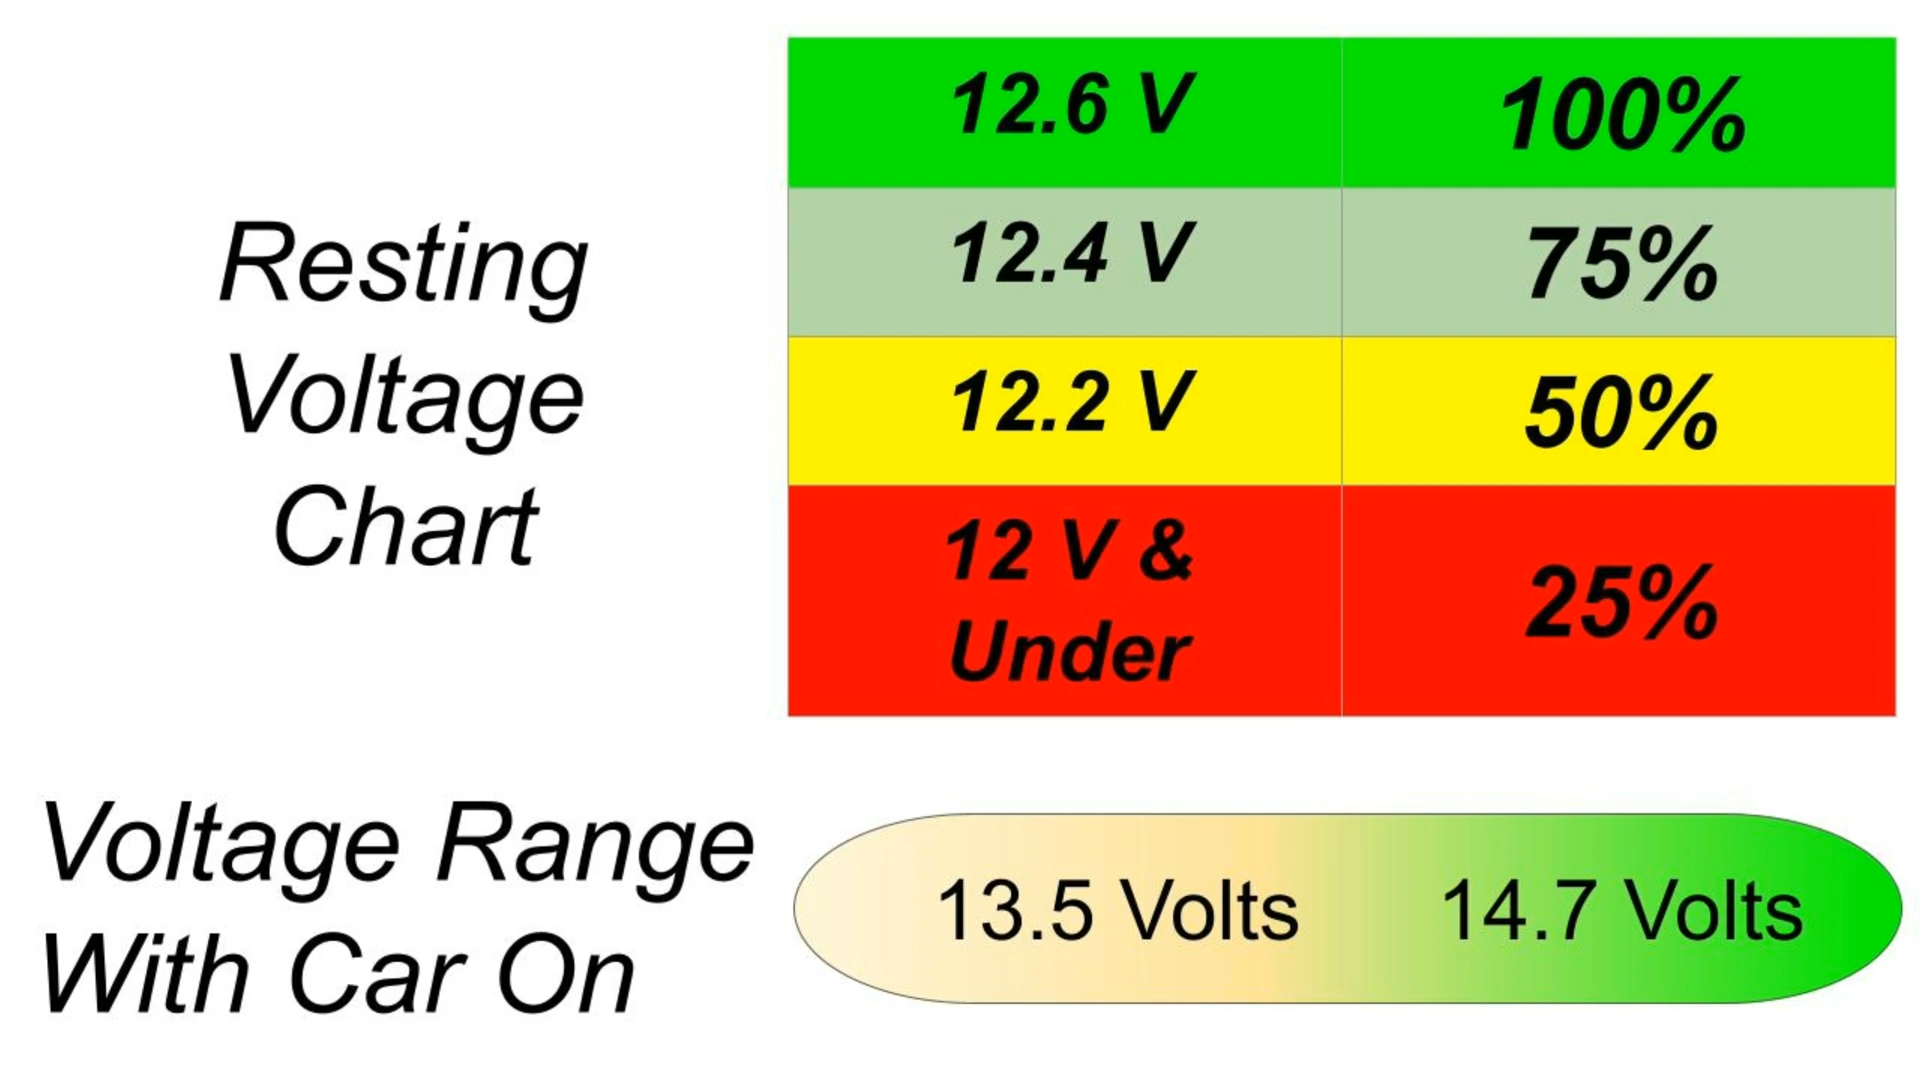 Resting
Voltage
Chart
12.6 V 100%
12.4 V 75%
12.2 V 50%
12 V &
Under
25%
Voltage Range
With Car On
13.5 Volts 14.7 Volts